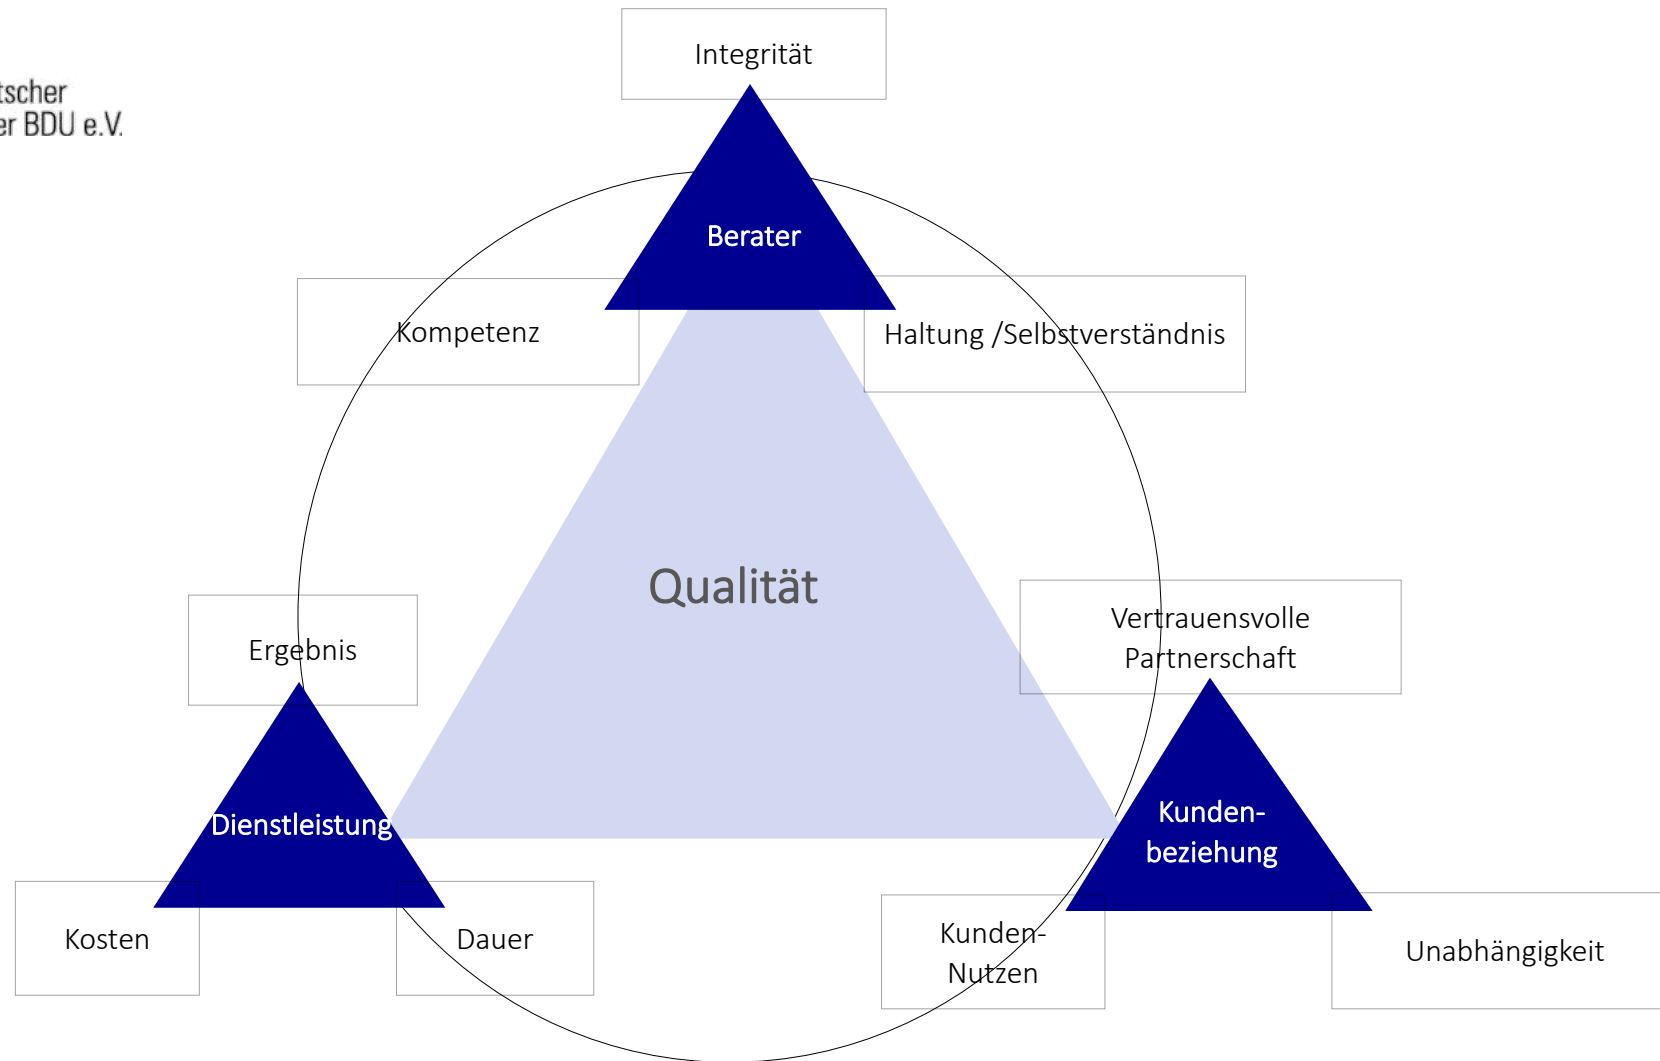 Integrität
tscher
er BDU e.V.
Berater
Kompetenz
Haltung /Selbstverständnis
Qualität
Ergebnis
Vertrauensvolle
Partnerschaft
Dienstleistung
Kunden-
beziehung
Kosten
Dauer
Kunden-
Nutzen
Unabhängigkeit